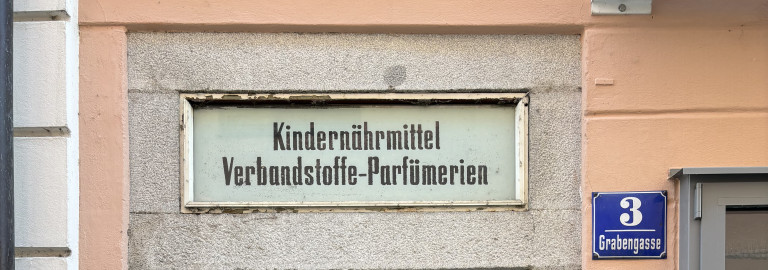 Kindernährmittel
Verbandstoffe-Parfümerien
3
Grabengasse